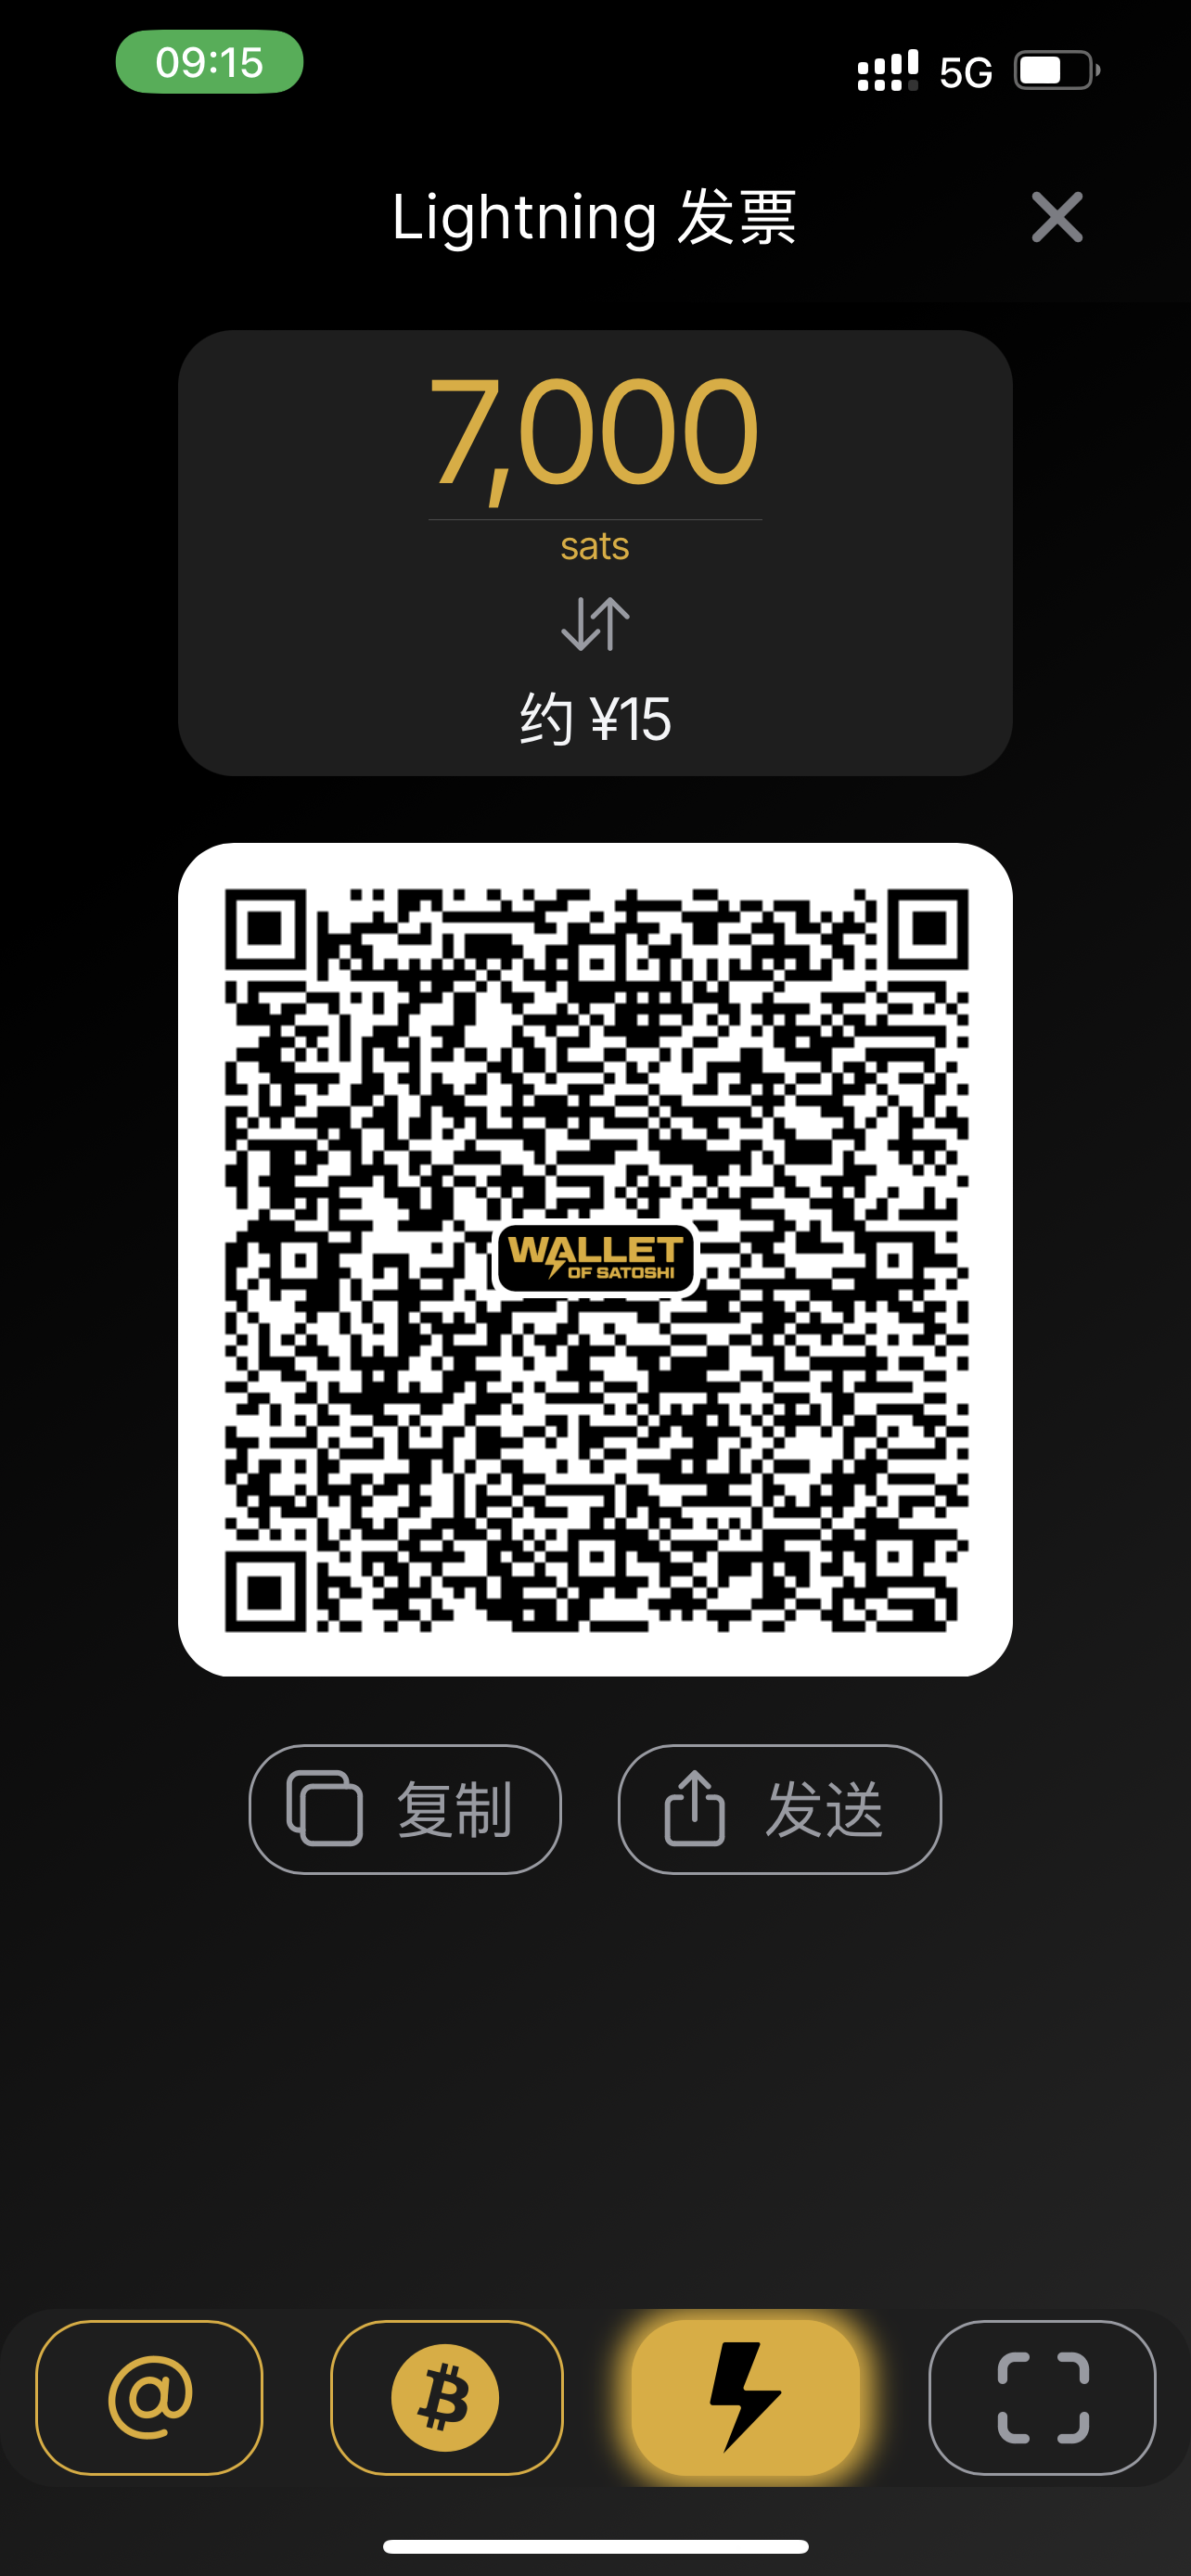 09:15
5G
Lightning 发票
7,000
sats
约 ¥15
WALLET
OF SATOSHI
复制
发送